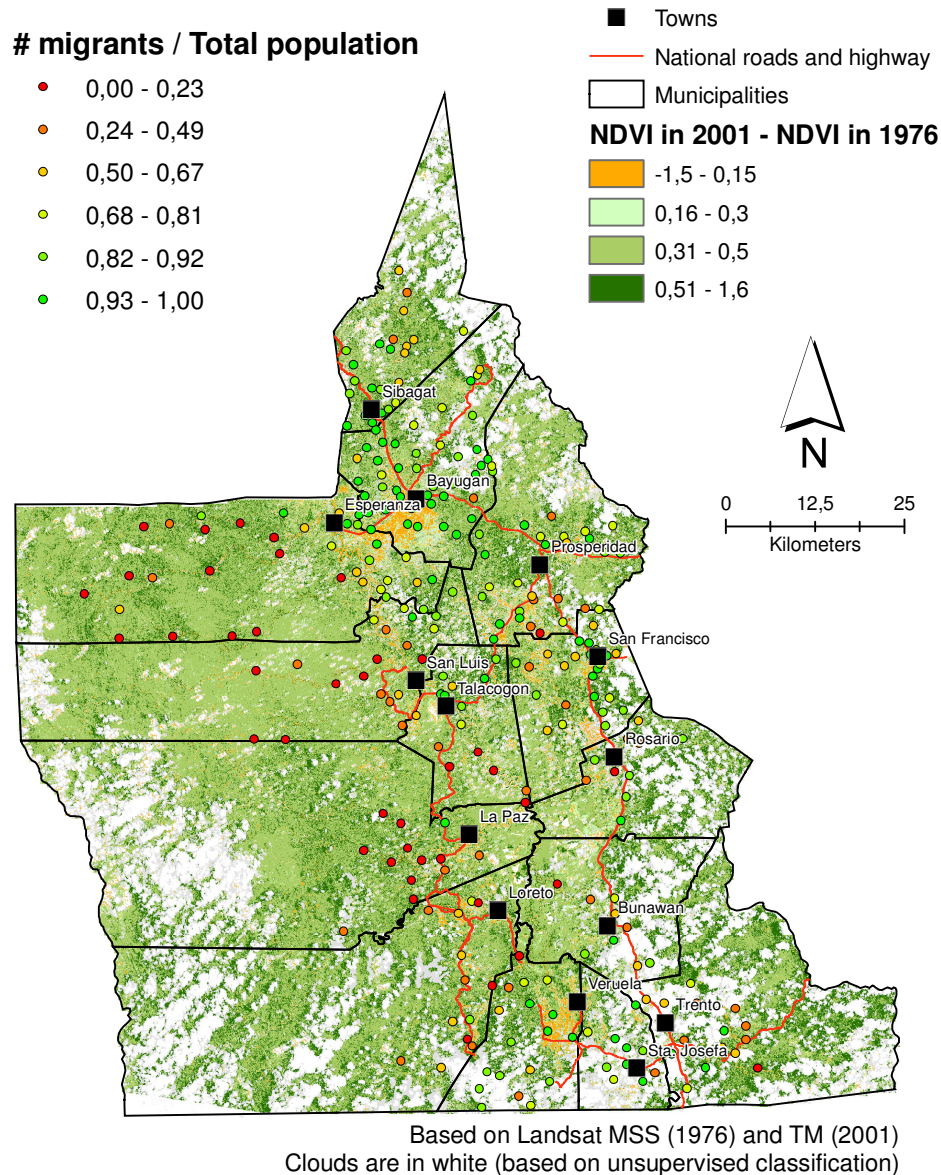 # migrants / Total population
0,00 - 0,23
0,24 - 0,49
0,50 - 0,67
0,68 - 0,81
0,82 - 0,92
0,93 - 1,00
Towns
National roads and highway
Municipalities
NDVI in 2001 - NDVI in 1976
-1,5 - 0,15
0,16 - 0,3
0,31 - 0,5
0,51 - 1,6
N
0 12,5 25
Kilometers
Sibagat
Bayugan
Esperanza
Prosperidad
San Francisco
San Luis
Talacogon
Rosario
La Paz
Loreto
Bunawan
Veruela
Trento
Sta. Josefa
Based on Landsat MSS (1976) and TM (2001)
Clouds are in white (based on unsupervised classification)